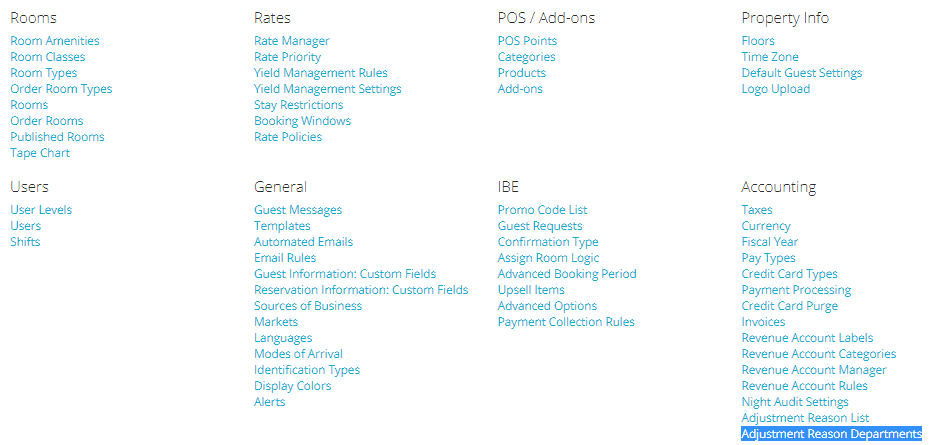 Rooms
Room Amenities
Room Classes
Room Types
Order Room Types
Rooms
Order Rooms
Published Rooms
Tape Chart
Rates
Rate Manager
Rate Priority
Yield Management Rules
Yield Management Settings
Stay Restrictions
Booking Windows
Rate Policies
POS / Add-ons
POS Points
Categories
Products
Add-ons
Property Info
Floors
Time Zone
Default Guest Settings
Logo Upload
Users
User Levels
Users
Shifts
General
Guest Messages
Templates
Automated Emails
Email Rules
Guest Information: Custom Fields
Reservation Information: Custom Fields
Sources of Business
Markets
Languages
Modes of Arrival
Identification Types
Display Colors
Alerts
IBE
Promo Code List
Guest Requests
Confirmation Type
Assign Room Logic
Advanced Booking Period
Upsell Items
Advanced Options
Payment Collection Rules
Accounting
Taxes
Currency
Fiscal Year
Pay Types
Credit Card Types
Payment Processing
Credit Card Purge
Invoices
Revenue Account Labels
Revenue Account Categories
Revenue Account Manager
Revenue Account Rules
Night Audit Settings
Adjustment Reason List
Adjustment Reason Departments